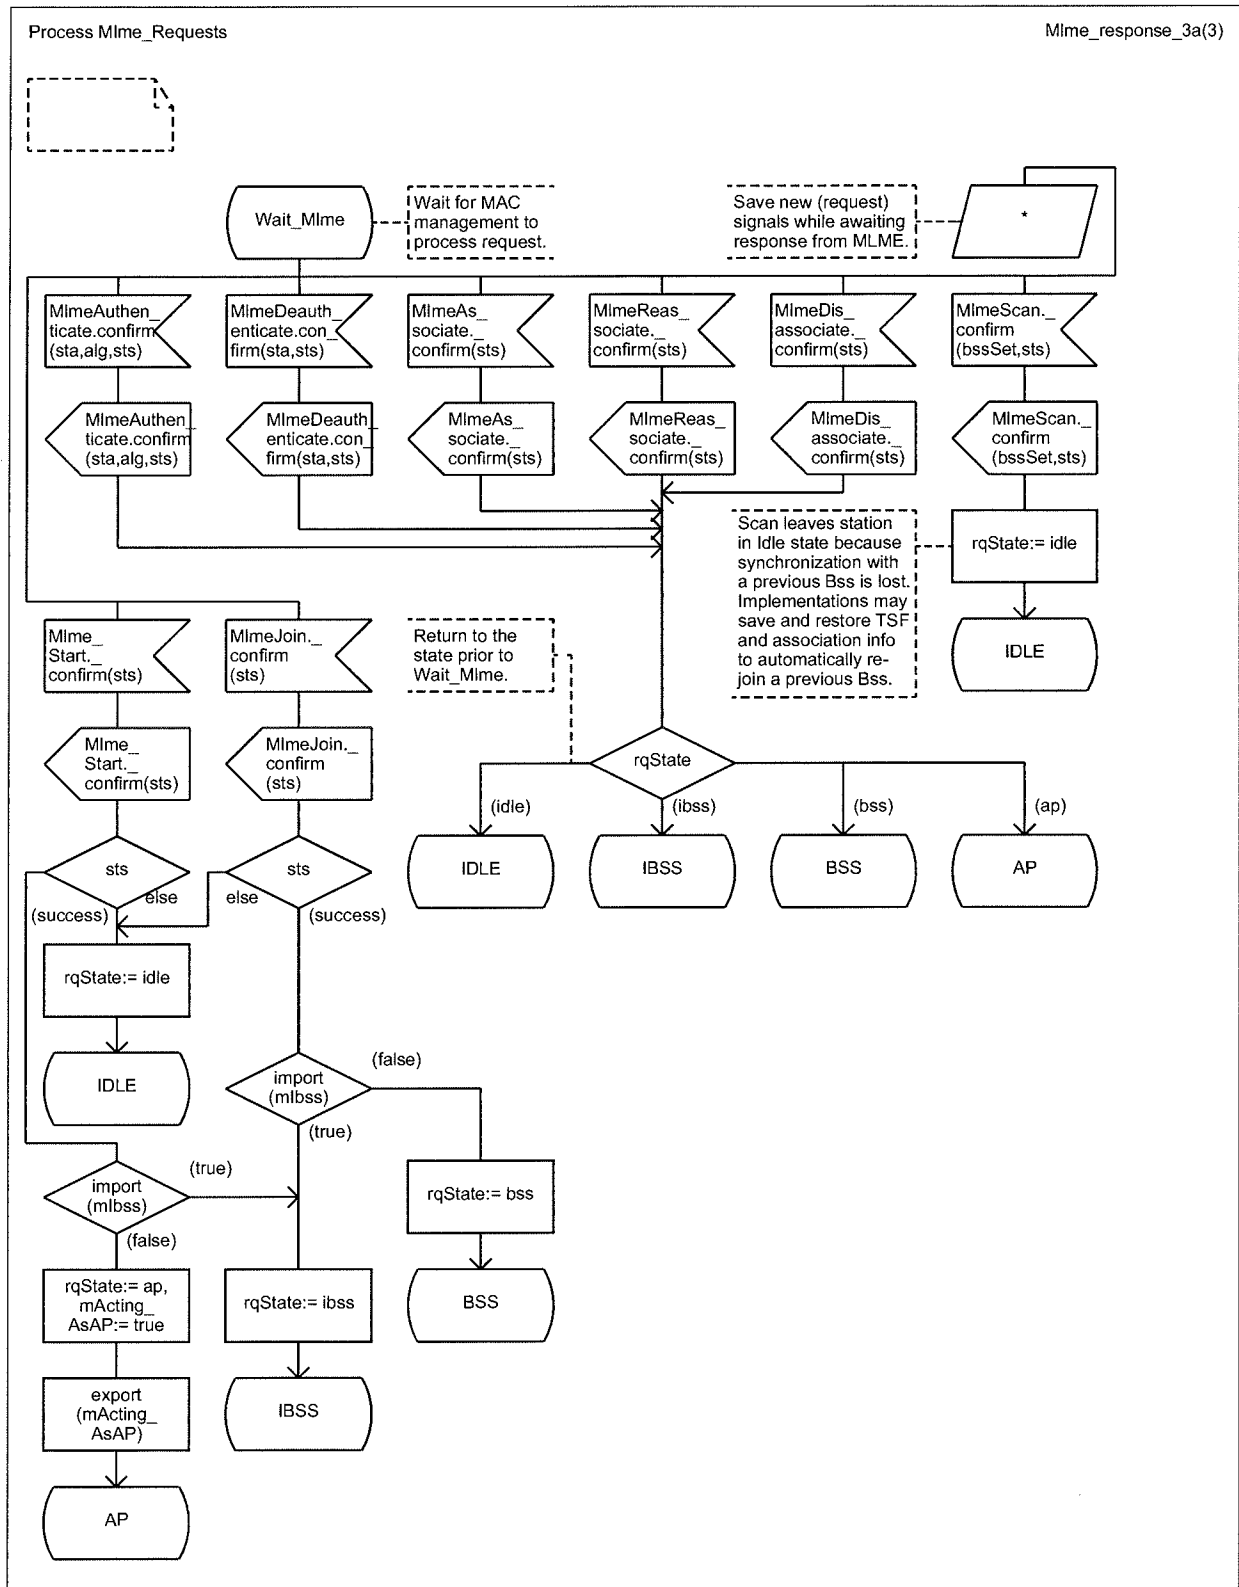 Process Mlme_Requests
Mlme_response_3a(3)
Wait_Mlme
Wait for MAC
management to
process request.
Save new (request)
signals while awaiting
response from MLME.
*
MlmeAuthen_
ticate.confirm
(sta,alg,sts)
MlmeDeauth_
enticate.con_
firm(sta,sts)
MlmeAs_
sociate._
confirm(sts)
MlmeReas_
sociate._
confirm(sts)
MlmeDis_
associate._
confirm(sts)
MlmeScan._
confirm
(bssSet,sts)
MlmeAuthen_
ticate.confirm
(sta,alg,sts)
MlmeDeauth_
enticate.con_
firm(sta,sts)
MlmeAs_
sociate._
confirm(sts)
MlmeReas_
sociate._
confirm(sts)
MlmeDis_
associate._
confirm(sts)
MlmeScan._
confirm
(bssSet,sts)
Scan leaves station
in Idle state because
synchronization with
a previous Bss is lost.
Implementations may
save and restore TSF
and association info
to automatically re-
join a previous Bss.
rqState:= idle
IDLE
Mlme_
Start._
confirm(sts)
MlmeJoin._
confirm
(sts)
Return to the
state prior to
Wait_Mlme.
Mlme_
Start._
confirm(sts)
MlmeJoin._
confirm
(sts)
rqState
(idle)
(ibss)
(bss)
(ap)
IDLE
IBSS
BSS
AP
sts
sts
(success)
else
else
(success)
rqState:= idle
IDLE
import
(mIbss)
(false)
(true)
import
(mIbss)
(true)
(false)
rqState:= bss
BSS
rqState:= ap,
mActing_
AsAP:= true
rqState:= ibss
export
(mActing_
AsAP)
IBSS
AP